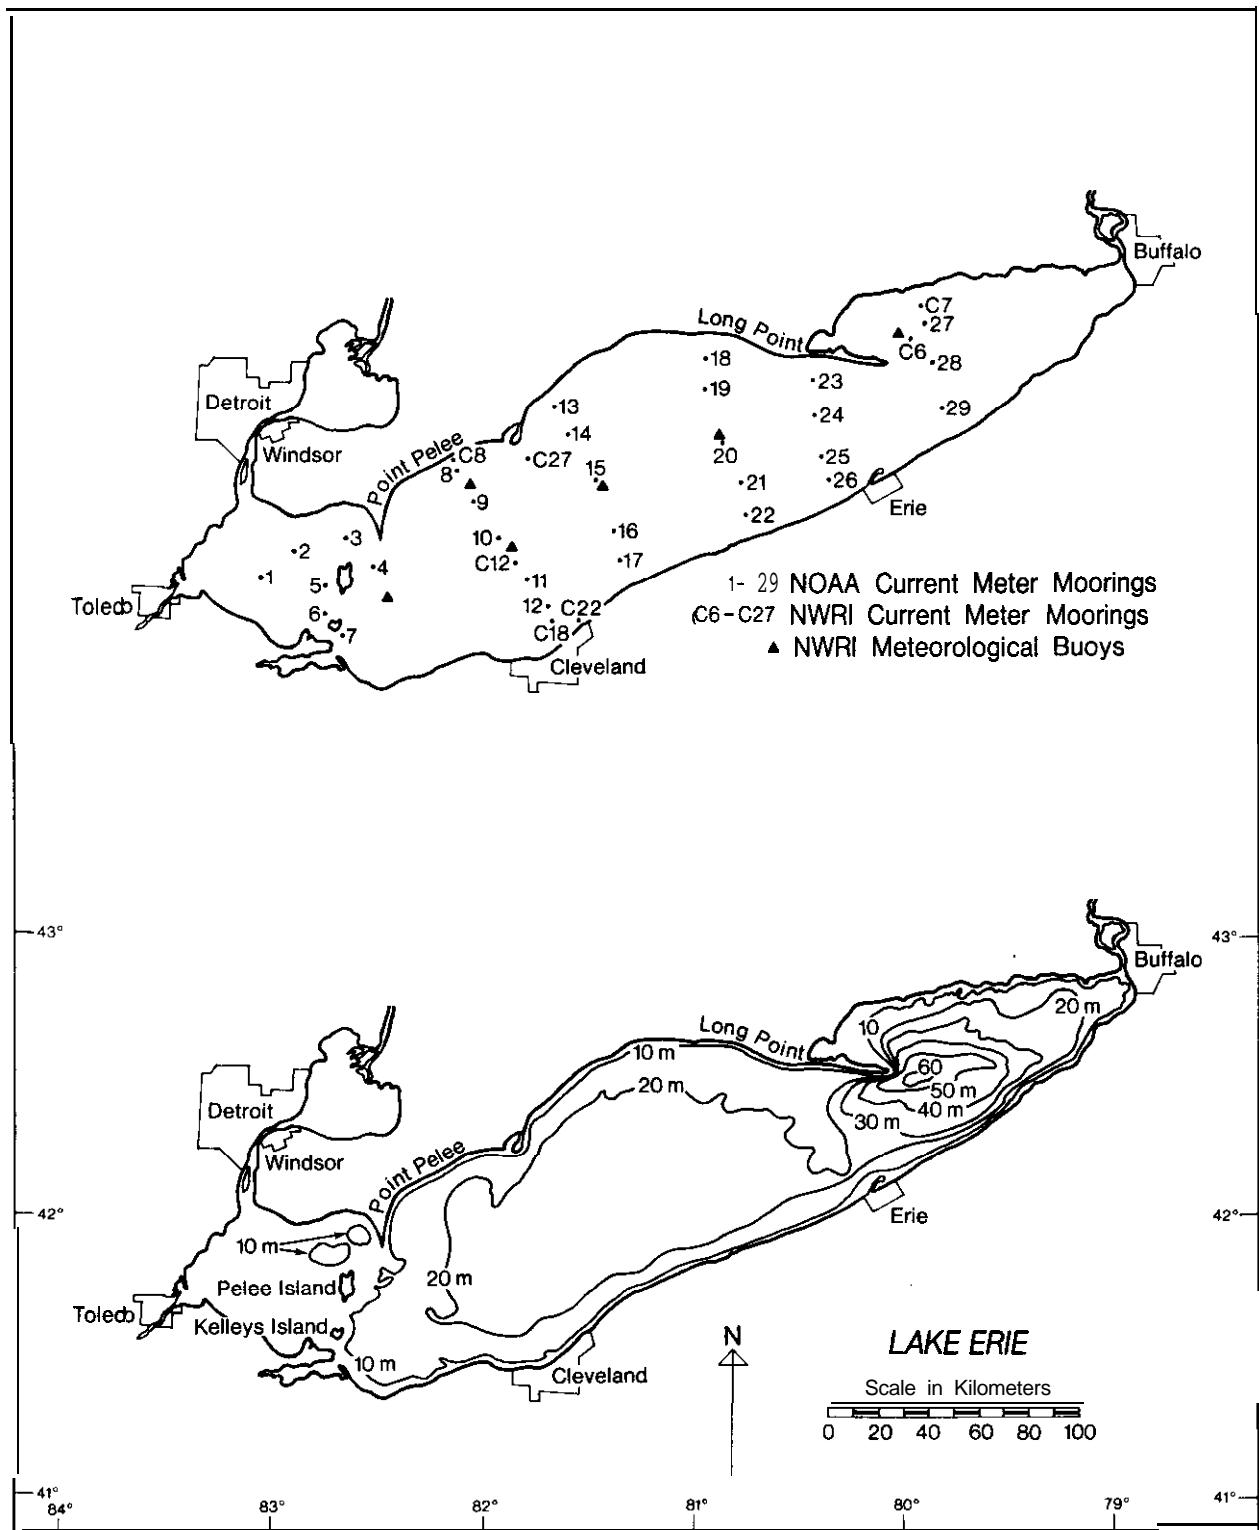 Buffalo
C7
27
Long Point
C6
28
18
23
19
Detroit
13
24
29
14
Point Pelee
Windsor
C8
C27
20
25
8
15
21
26
9
Erie
22
16
10
3
2
C12
17
4
1
11
5
1- 29 NOAA Current Meter Moorings
Toledo
12
C22
6
(C6-C27 NWRI Current Meter Moorings
7
C18
▲ NWRI Meteorological Buoys
Cleveland
43°
43°
Buffalo
20 m
Long Point
10
10 m
60
20 m
50 m
40 m
Detroit
30 m
Point Pelee
Windsor
42°
42°
Erie
10 m
20 m
Pelee Island
Toledo
Kelleys Island
N
LAKE ERIE
10 m
Cleveland
Scale in Kilometers
0 20 40 60 80 100
41°
41°
84° 83° 82° 81° 80° 79°